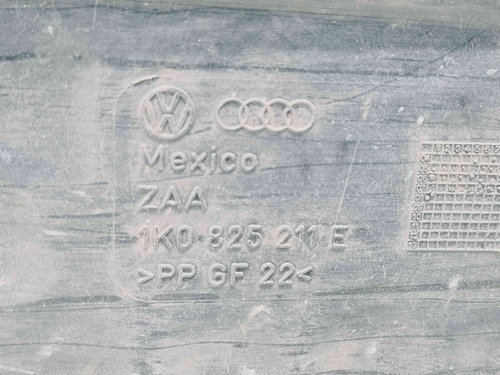 Mexico
ZAA
1K0 825 211 E
>PP GF 22<